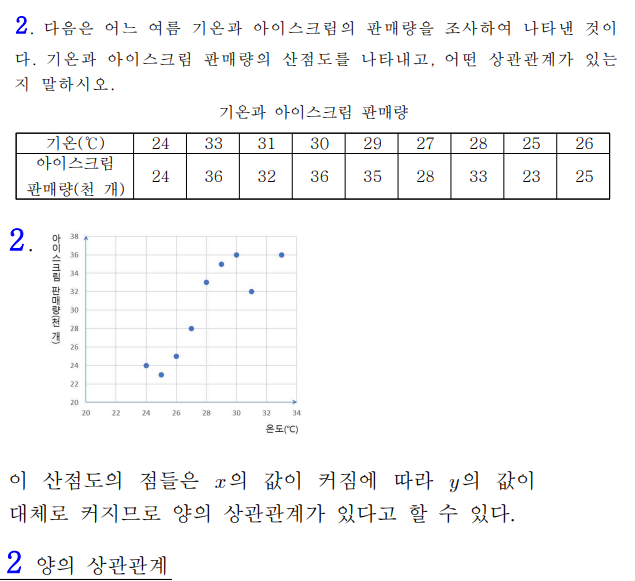 2. 다음은 어느 여름 기온과 아이스크림의 판매량을 조사하여 나타낸 것이
다. 기온과 아이스크림 판매량의 산점도를 나타내고, 어떤 상관관계가 있는
지 말하시오.
기온과 아이스크림 판매량
기온(℃) 24 33 31 30 29 27 28 25 26
아이스크림
판매량(천 개) 24 36 32 36 35 28 33 23 25
2.
아이스크림 판매량(천 개)
38
36
34
32
30
28
26
24
22
20
20 22 24 26 28 30 32 34
온도(℃)
이 산점도의 점들은 x의 값이 커짐에 따라 y의 값이
대체로 커지므로 양의 상관관계가 있다고 할 수 있다.
2 양의 상관관계